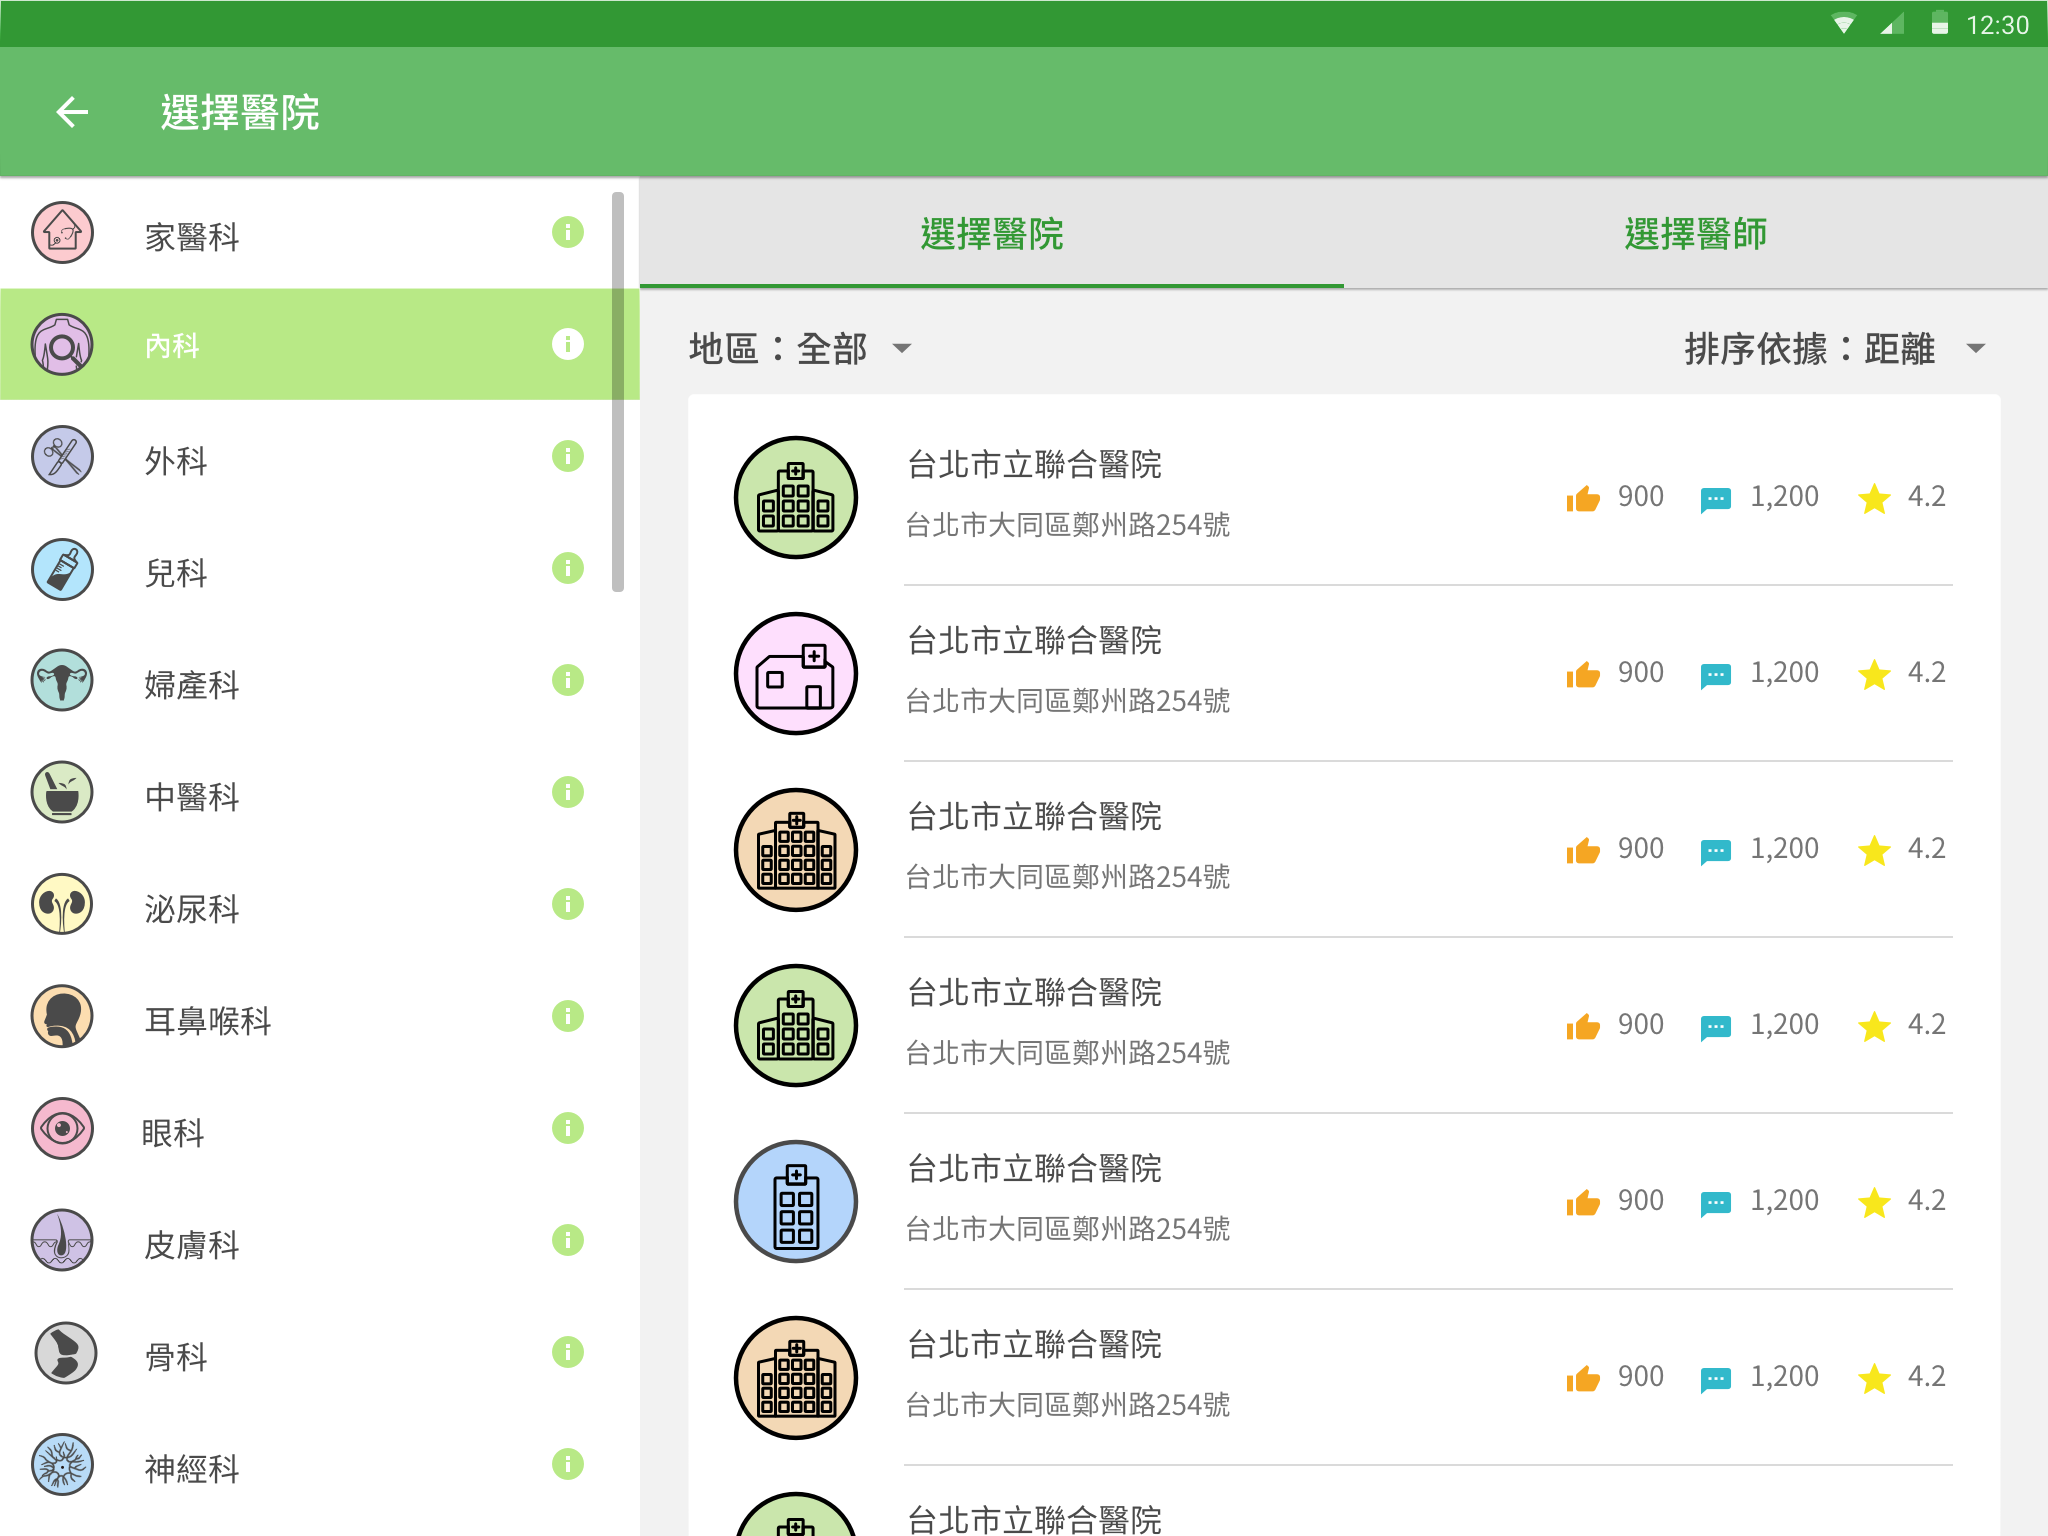 12:30
選擇醫院
家醫科
內科
外科
兒科
婦產科
中醫科
泌尿科
耳鼻喉科
眼科
皮膚科
骨科
神經科
選擇醫院
選擇醫師
地區：全部
排序依據：距離
台北市立聯合醫院
台北市大同區鄭州路254號
900
1,200
4.2
台北市立聯合醫院
台北市大同區鄭州路254號
900
1,200
4.2
台北市立聯合醫院
台北市大同區鄭州路254號
900
1,200
4.2
台北市立聯合醫院
台北市大同區鄭州路254號
900
1,200
4.2
台北市立聯合醫院
台北市大同區鄭州路254號
900
1,200
4.2
台北市立聯合醫院
台北市大同區鄭州路254號
900
1,200
4.2
台北市立聯合醫院